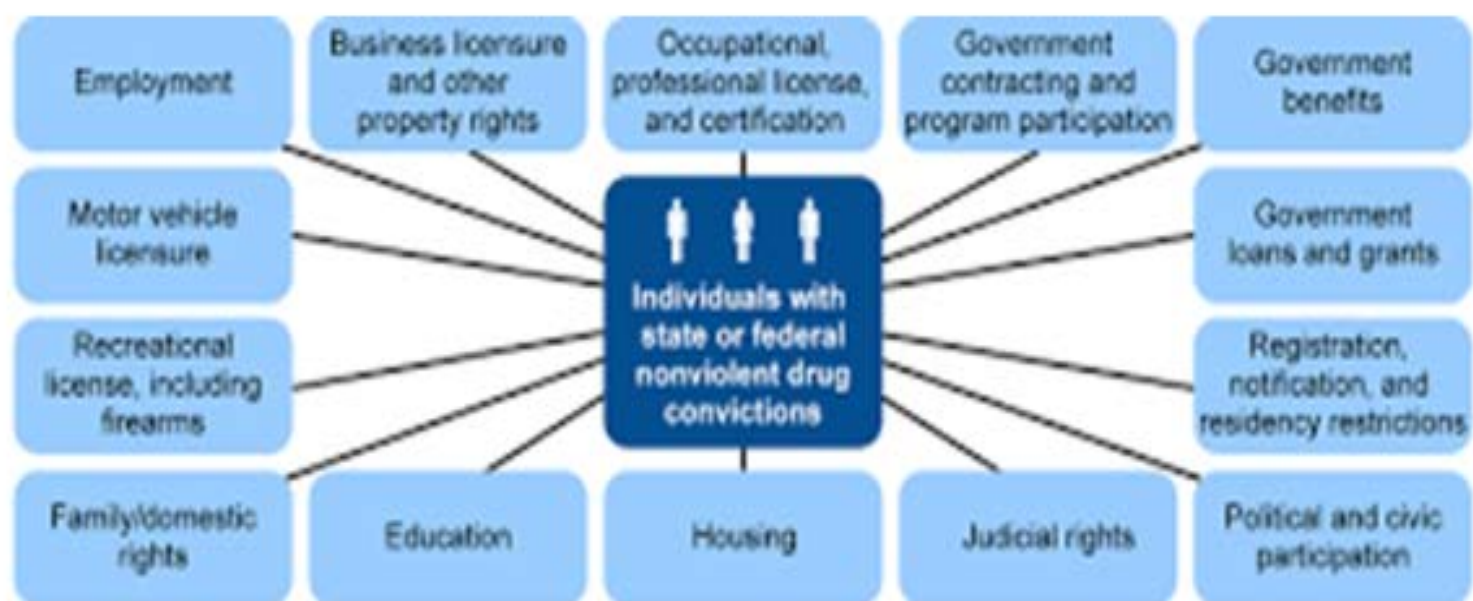 Employment
Business licensure
and other
property rights
Occupational,
professional license,
and certification
Government
contracting and
program participation
Government
benefits
Motor vehicle
licensure
Government
loans and grants
Individuals with
state or federal
nonviolent drug
convictions
Recreational
license, including
firearms
Registration,
notification, and
residency restrictions
Family/domestic
rights
Education
Housing
Judicial rights
Political and civic
participation